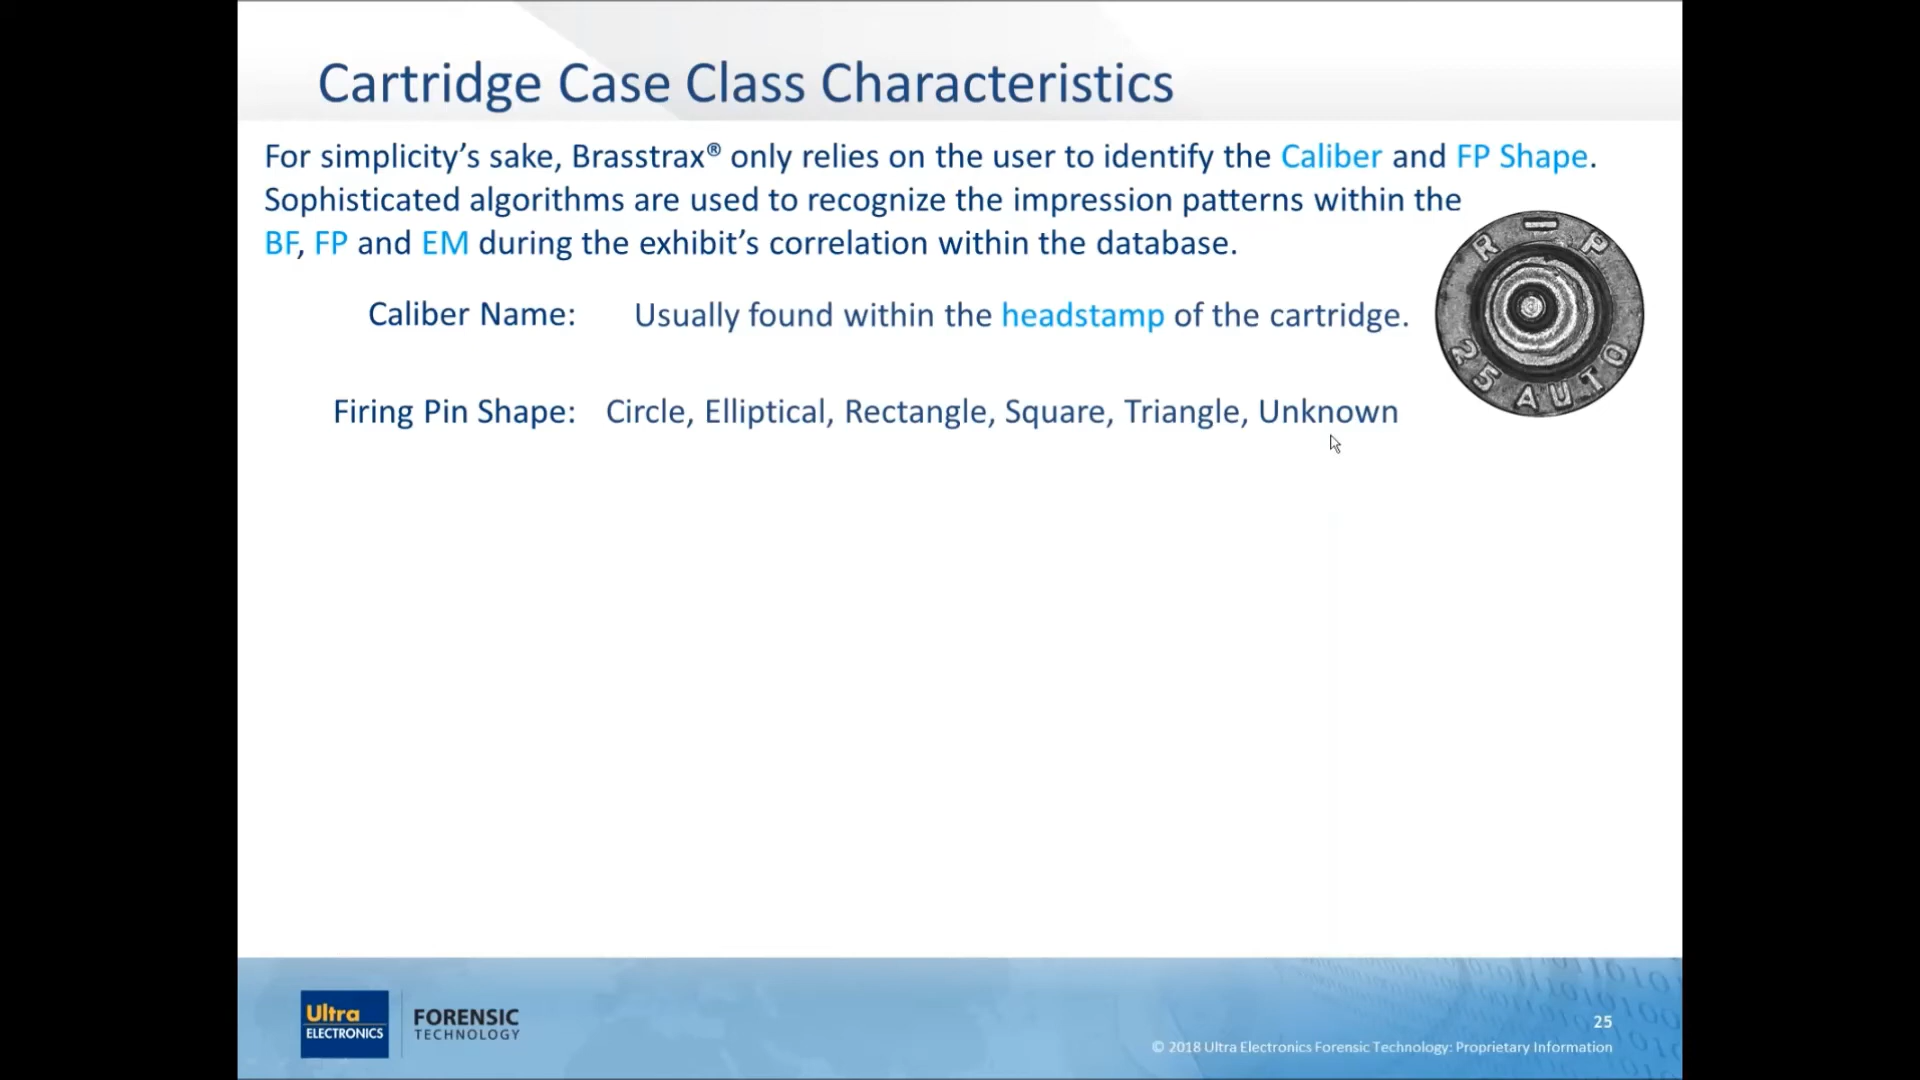 Cartridge Case Class Characteristics
For simplicity’s sake, Brasstrax® only relies on the user to identify the Caliber and FP Shape.
Sophisticated algorithms are used to recognize the impression patterns within the
BF, FP and EM during the exhibit’s correlation within the database.
R – P
25 AUTO
Caliber Name: Usually found within the headstamp of the cartridge.
Firing Pin Shape: Circle, Elliptical, Rectangle, Square, Triangle, Unknown
Ultra
ELECTRONICS
FORENSIC
TECHNOLOGY
25
© 2018 Ultra Electronics Forensic Technology: Proprietary Information